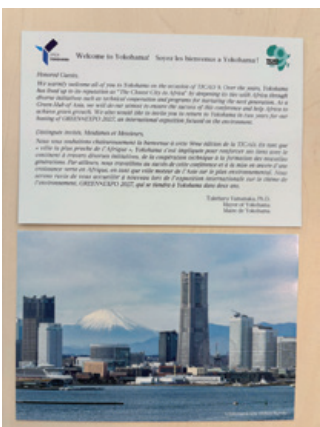 Welcome to Yokohama! Soyez les bienvenus à Yokohama!
Honored Guests,
We warmly welcome all of you to Yokohama on the occasion of TICAD 9. Over the years, Yokohama
has lived up to its reputation as "The Closest City to Africa" by deepening its ties with Africa through
diverse initiatives such as technical cooperation and programs for nurturing the next generation. As a
Green Hub of Asia, we will do our utmost to ensure the success of this conference and help Africa to
achieve green growth. We also would like to invite you to return to Yokohama in two years for our
hosting of GREEN×EXPO 2027, an international exposition focused on the environment.
Distingués invités, Mesdames et Messieurs,
Nous vous souhaitons chaleureusement la bienvenue à cette 9ème édition de la TICAD. En tant que
« ville la plus proche de l'Afrique », Yokohama s'est impliquée pour renforcer ses liens avec le
continent à travers diverses initiatives, de la coopération technique à la formation des nouvelles
générations. Par ailleurs, nous travaillons au succès de cette conférence et à la mise en œuvre d'une
croissance verte en Afrique, en tant que ville moteur de l'Asie sur le plan environnemental. Nous
serons ravis de vous accueillir à nouveau lors de l'exposition internationale sur le thème de
l'environnement, GREEN×EXPO 2027, qui se tiendra à Yokohama dans deux ans.
Takeharu Yamanaka, Ph.D.
Mayor of Yokohama
Maire de Yokohama